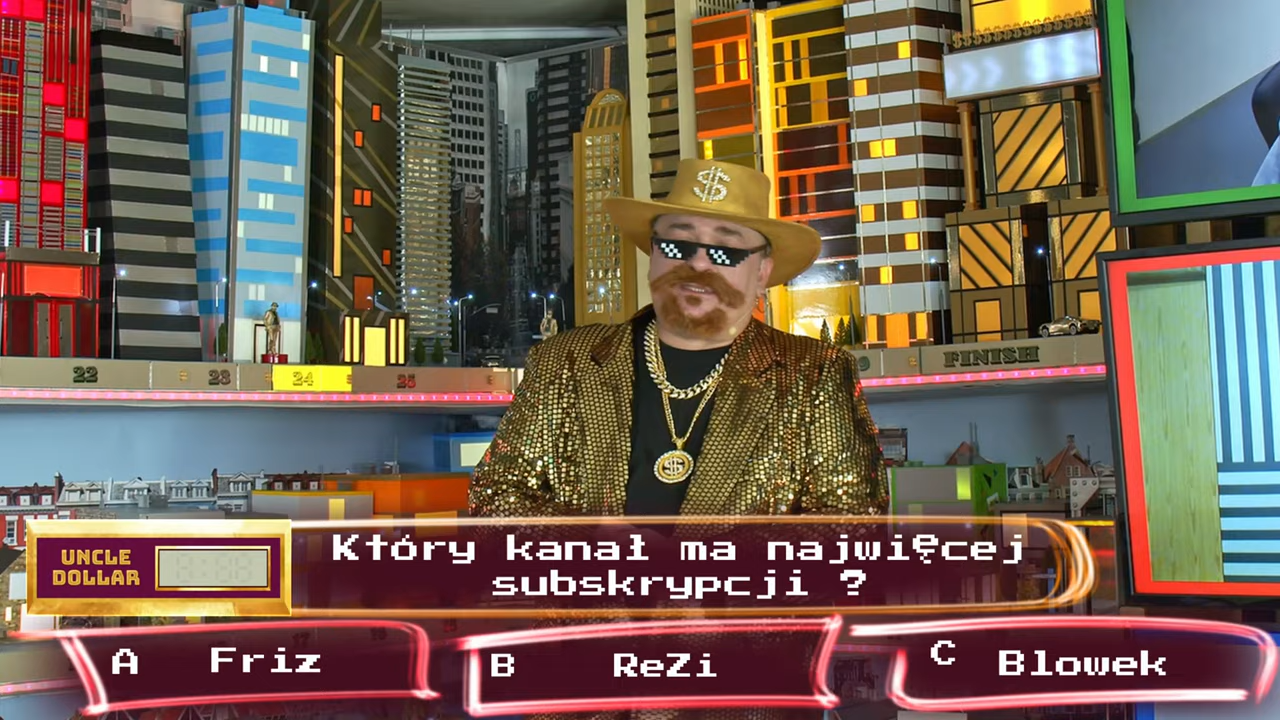 $
22
23
24
25
FINISH
$
UNCLE
DOLLAR
Który kanał ma najwięcej
subskrypcji ?
A Friz
B ReZi
C Blowek